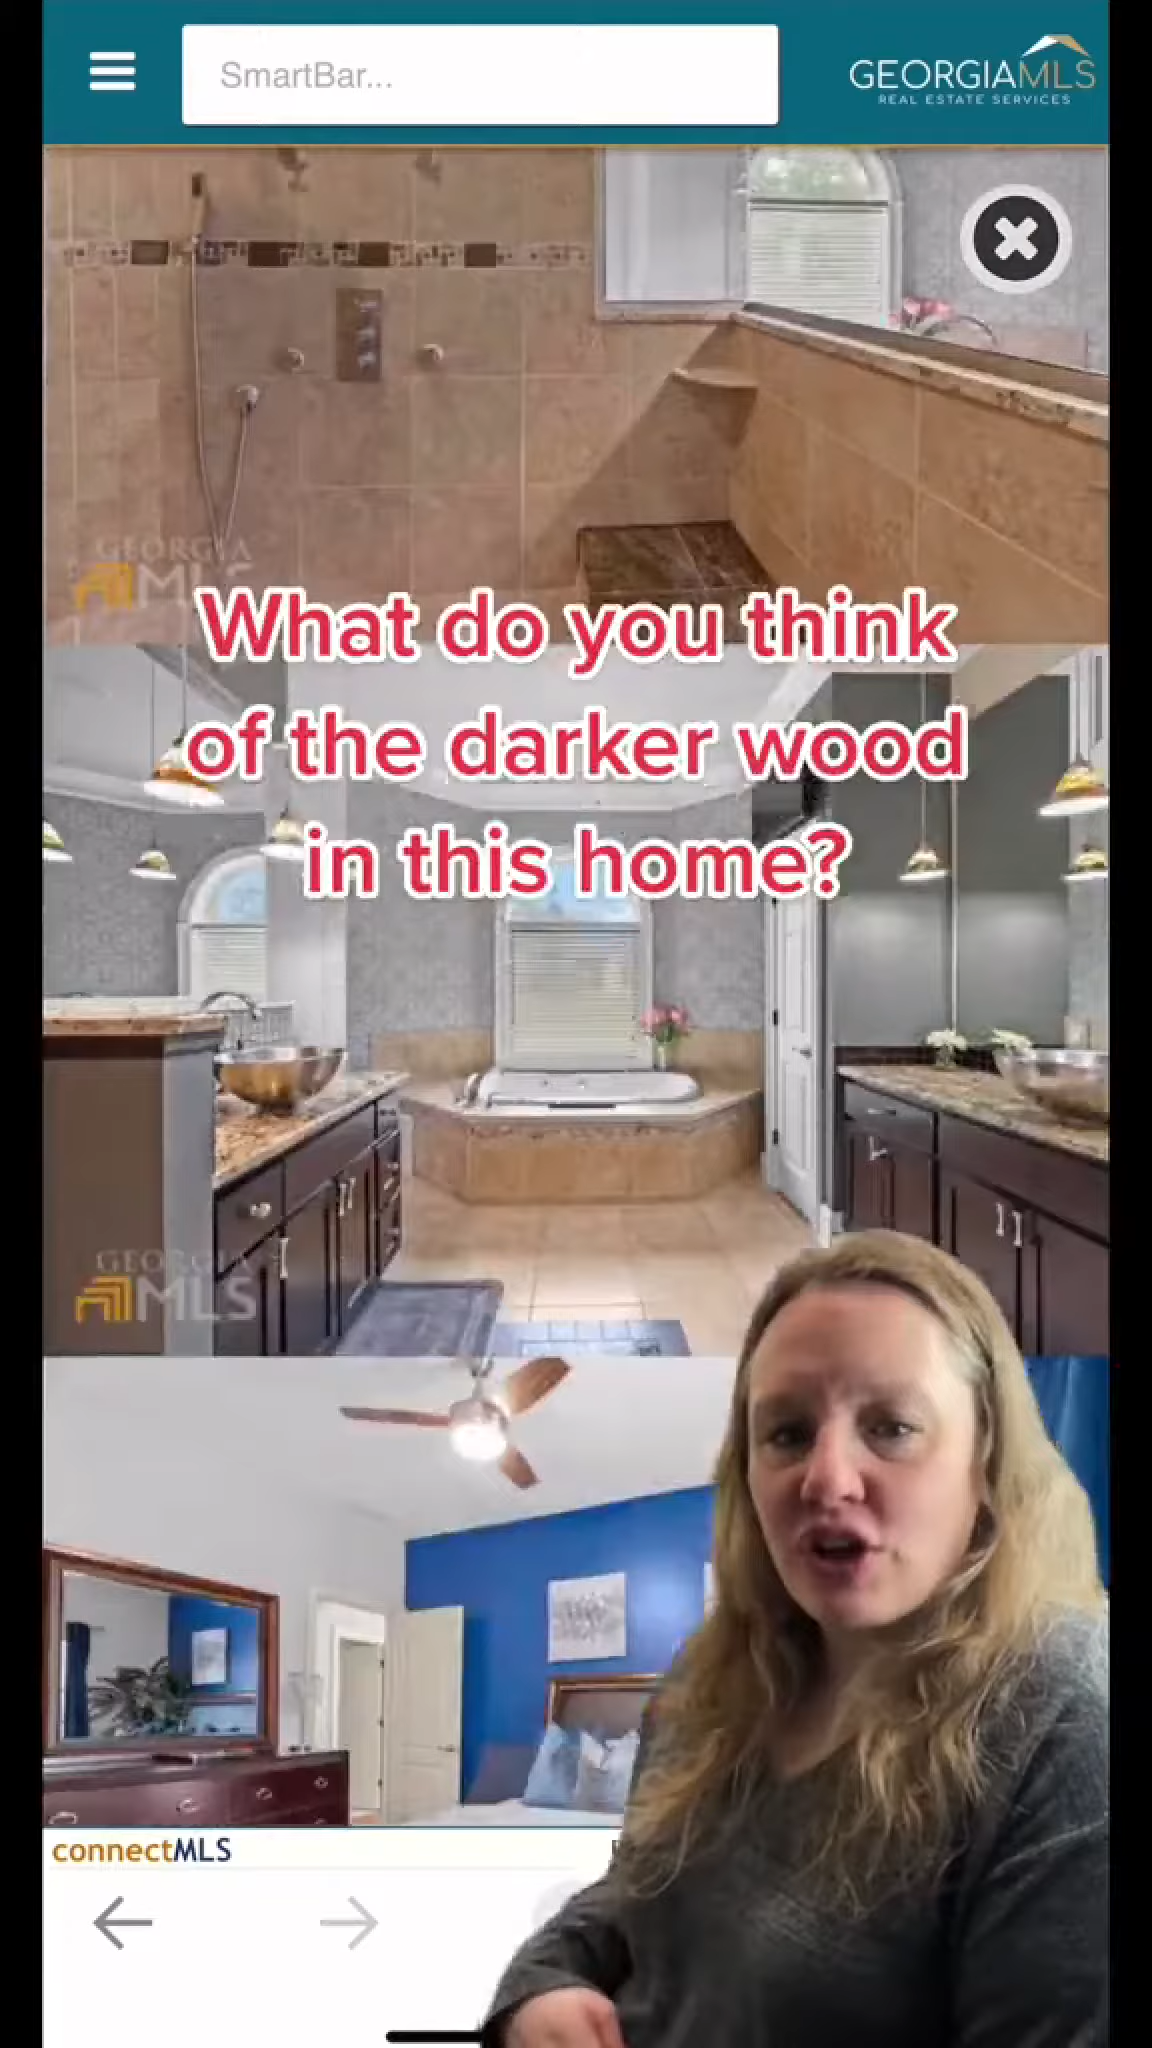 SmartBar...
GEORGIAMLS
REAL ESTATE SERVICES
GEORGIA
MLS
What do you think
of the darker wood
in this home?
GEORGIA
MLS
connectMLS